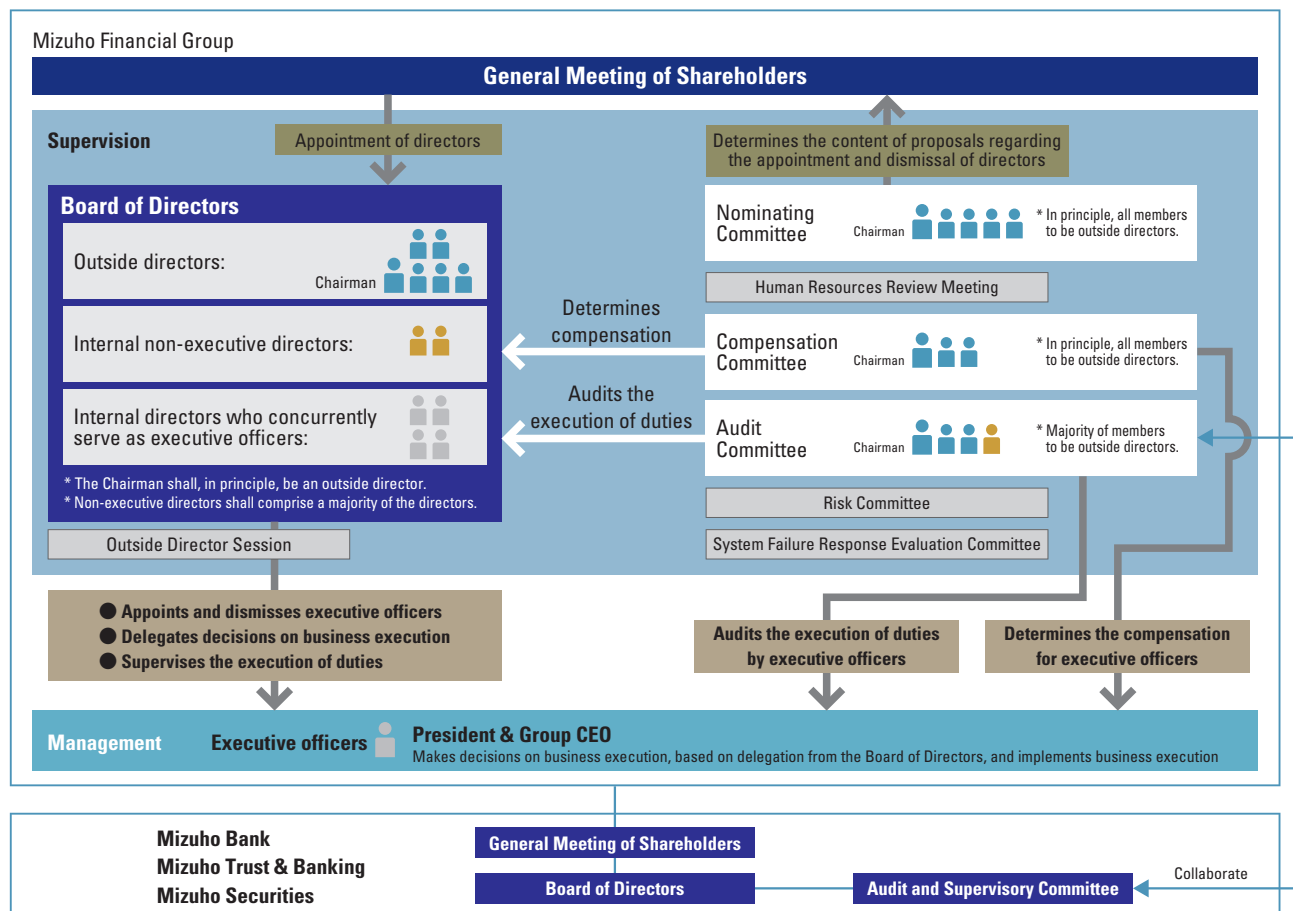 Mizuho Financial Group
General Meeting of Shareholders
Supervision
Appointment of directors
Determines the content of proposals regarding
the appointment and dismissal of directors
Board of Directors
Outside directors:
Chairman
Internal non-executive directors:
Internal directors who concurrently
serve as executive officers:
* The Chairman shall, in principle, be an outside director.
* Non-executive directors shall comprise a majority of the directors.
Outside Director Session
Determines
compensation
Audits the
execution of duties
Nominating
Committee
Chairman
* In principle, all members
to be outside directors.
Human Resources Review Meeting
Compensation
Committee
Chairman
* In principle, all members
to be outside directors.
Audit
Committee
Chairman
* Majority of members
to be outside directors.
Risk Committee
System Failure Response Evaluation Committee
● Appoints and dismisses executive officers
● Delegates decisions on business execution
● Supervises the execution of duties
Audits the execution of duties
by executive officers
Determines the compensation
for executive officers
Management
Executive officers
President & Group CEO
Makes decisions on business execution, based on delegation from the Board of Directors, and implements business execution
Mizuho Bank
Mizuho Trust & Banking
Mizuho Securities
General Meeting of Shareholders
Board of Directors
Audit and Supervisory Committee
Collaborate